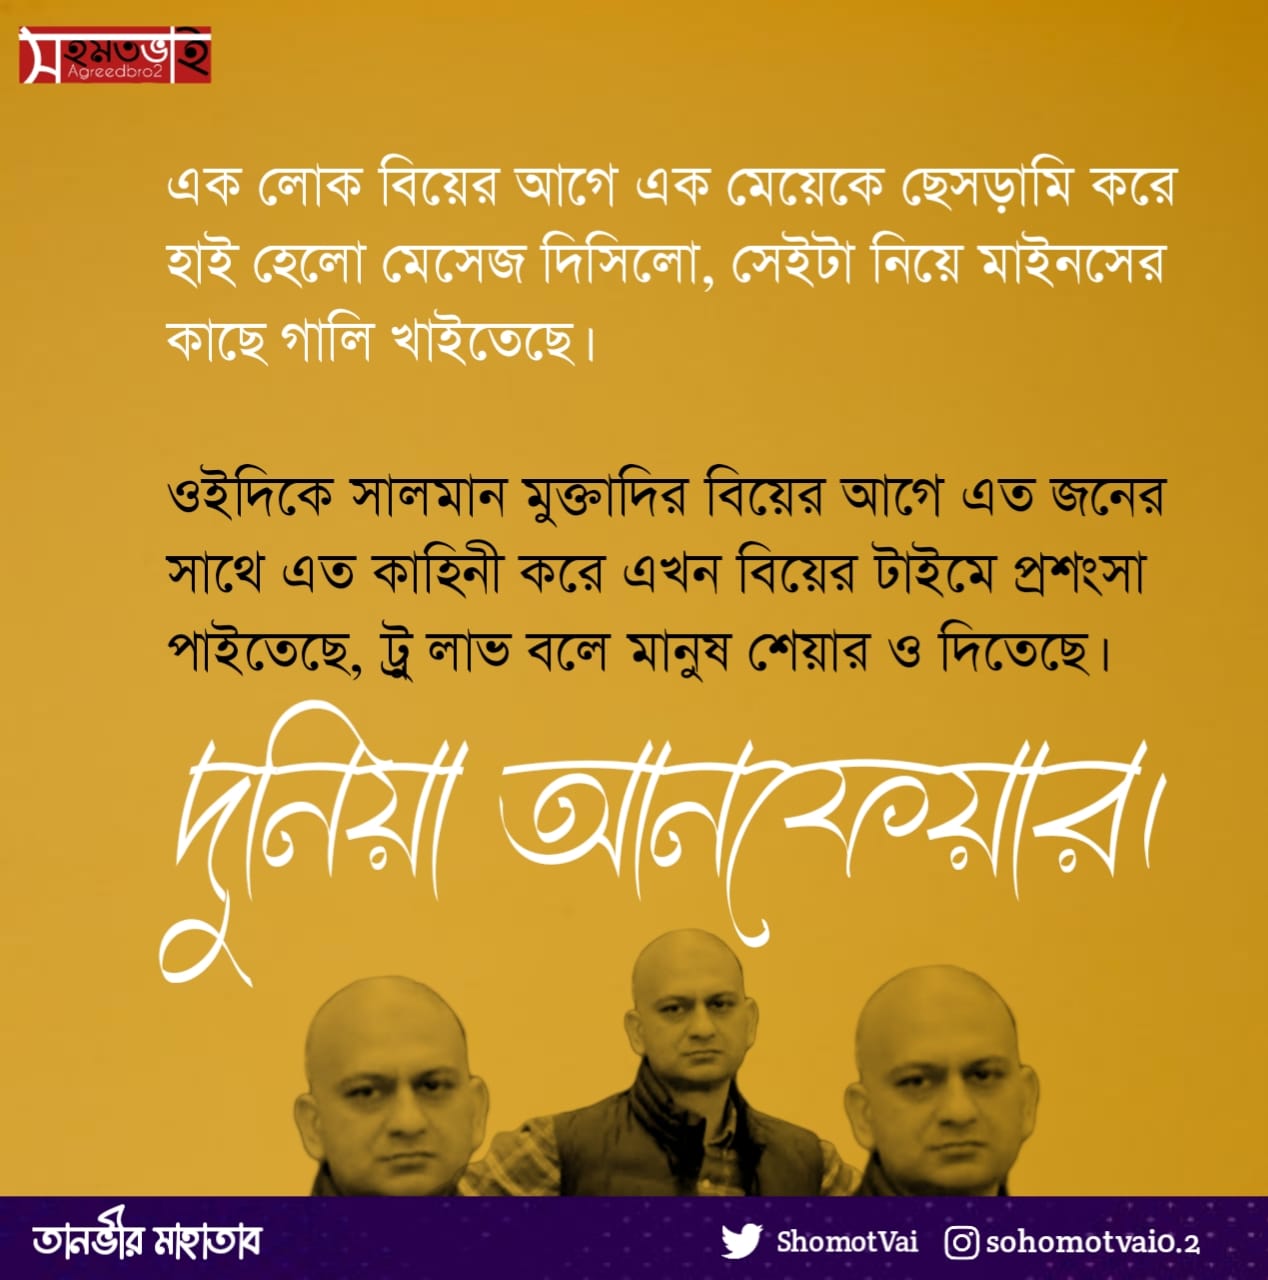 সহমতভাই
Agreedbro2
এক লোক বিয়ের আগে এক মেয়েকে ছেসড়ামি করে
হাই হেলো মেসেজ দিসিলো, সেইটা নিয়ে মাইনসের
কাছে গালি খাইতেছে।
ওইদিকে সালমান মুক্তাদির বিয়ের আগে এত জনের
সাথে এত কাহিনী করে এখন বিয়ের টাইমে প্রশংসা
পাইতেছে, ট্রু লাভ বলে মানুষ শেয়ার ও দিতেছে।
দুনিয়া আনফেয়ার।
তানভীর মাহাতাব
ShomotVai
sohomotvai0.2